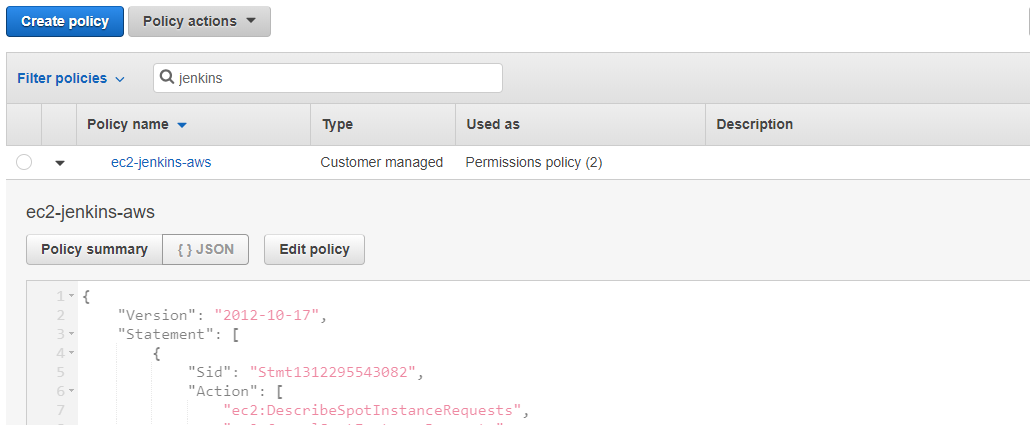 Create policy Policy actions
Filter policies jenkins
Policy name Type Used as Description
ec2-jenkins-aws Customer managed Permissions policy (2)
ec2-jenkins-aws
Policy summary { } JSON Edit policy
1 {
2 "Version": "2012-10-17",
3 "Statement": [
4 {
5 "Sid": "Stmt1312295543082",
6 "Action": [
7 "ec2:DescribeSpotInstanceRequests",